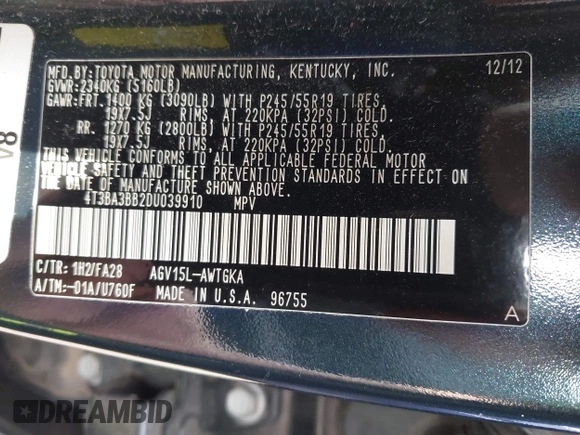 MFD.BY:TOYOTA MOTOR MANUFACTURING, KENTUCKY, INC. 12/12
GVWR: 2340KG (5160LB)
GAWR:FRT. 1400 KG (3090LB) WITH P245/55R19 TIRES,
19X7.5J RIMS, AT 220KPA (32PSI) COLD.
RR. 1270 KG (2800LB) WITH P245/55R19 TIRES,
19X7.5J RIMS, AT 220KPA (32PSI) COLD.
THIS VEHICLE CONFORMS TO ALL APPLICABLE FEDERAL MOTOR
VEHICLE SAFETY AND THEFT PREVENTION STANDARDS IN EFFECT ON
THE DATE OF MANUFACTURE SHOWN ABOVE.
4T3BA3BB2DU039910 MPV
C/TR: 1H2/FA28 AGV15L-AWTGKA
A/TM:-01A/U760F
MADE IN U.S.A. 96755
A
V8
DREAMBID